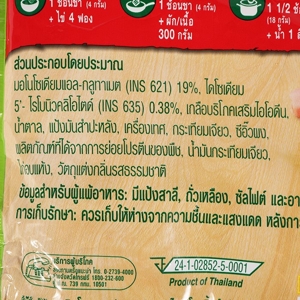 1 ช้อนชา (4 กรัม)
+ ไข่ 4 ฟอง
1 ช้อนชา (4 กรัม)
+ ผัก/เนื้อ
300 กรัม
1 1/2 ช้อ
(18 กรัม)
+ น้ำ 1 ลิ
ส่วนประกอบโดยประมาณ
มอโนโซเดียมแอล-กลูทาเมต (INS 621) 19%, ไดโซเดียม
5'- ไรโบนิวคลีโอไตด์ (INS 635) 0.38%, เกลือบริโภคเสริมไอโอดีน,
น้ำตาล, แป้งมันสำปะหลัง, เครื่องเทศ, กระเทียมเจียว, ซีอิ๊วผง,
ผลิตภัณฑ์ที่ได้จากการย่อยโปรตีนของพืช, น้ำมันกระเทียมเจียว,
แห้ง, วัตถุแต่งกลิ่นรสธรรมชาติ
ข้อมูลสำหรับผู้แพ้อาหาร: มีแป้งสาลี, ถั่วเหลือง, ซัลไฟต์ และอา
การเก็บรักษา: ควรเก็บให้ห่างจากความชื้นและแสงแดด หลังกา
บริการผู้บริโภค
0-2739-4000
1800-232-600
10501
24-1-02852-5-0001
Product of Thailand